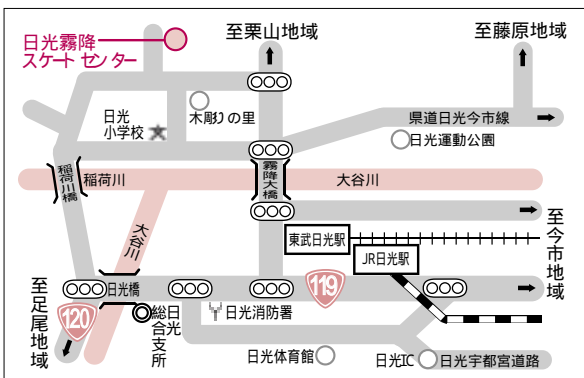 日光霧降
スケートセンター
至栗山地域
至藤原地域
日光
小学校
木彫りの里
県道日光今市線
日光運動公園
稲荷川橋
稲荷川
霧降大橋
大谷川
大谷川
東武日光駅
JR日光駅
至今市地域
至足尾地域
120
日光橋
日光
総合支所
日光消防署
119
日光体育館
日光IC
日光宇都宮道路